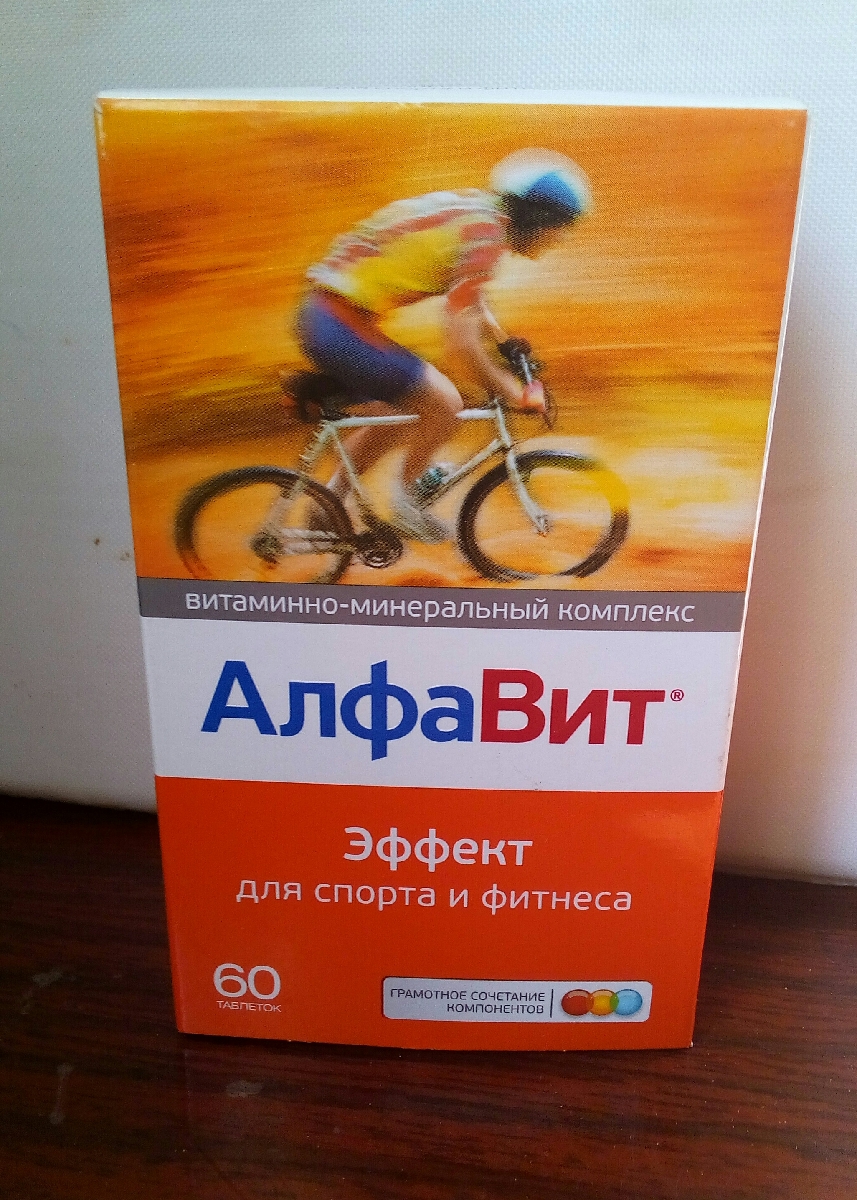 витаминно-минеральный комплекс
АлфаВит®
Эффект
для спорта и фитнеса
60
ТАБЛЕТОК
ГРАМОТНОЕ СОЧЕТАНИЕ
КОМПОНЕНТОВ